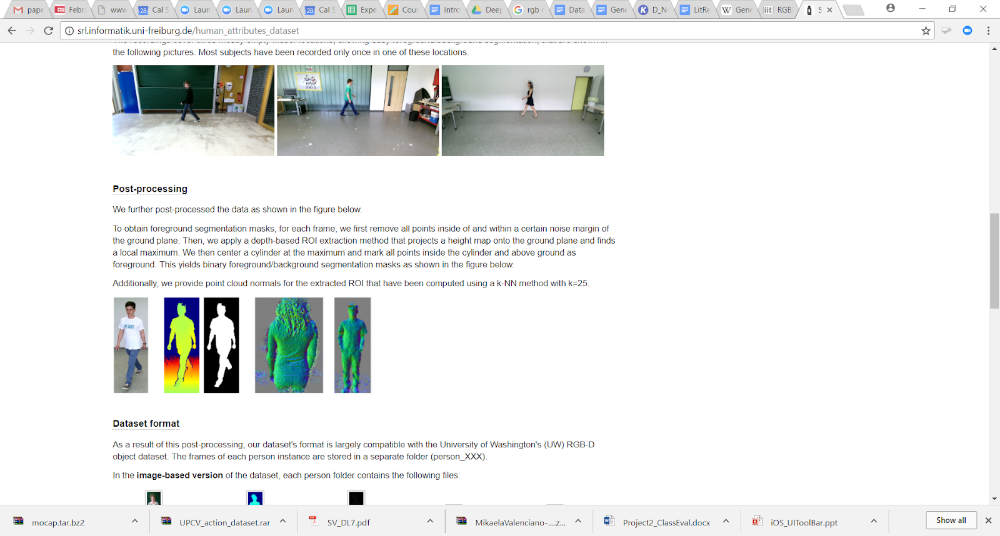 pape
Febr
www
Cal S
Laun
Laun
Laun
Cal S
Expe
Cour
Intro
Deep
rgb
Data
Gene
D_N
LitRe
Gene
RGB
S
srl.informatik.uni-freiburg.de/human_attributes_dataset
the following pictures. Most subjects have been recorded only once in one of these locations.
Post-processing
We further post-processed the data as shown in the figure below.
To obtain foreground segmentation masks, for each frame, we first remove all points inside of and within a certain noise margin of
the ground plane. Then, we apply a depth-based ROI extraction method that projects a height map onto the ground plane and finds
a local maximum. We then center a cylinder at the maximum and mark all points inside the cylinder and above ground as
foreground. This yields binary foreground/background segmentation masks as shown in the figure below.
Additionally, we provide point cloud normals for the extracted ROI that have been computed using a k-NN method with k=25.
Dataset format
As a result of this post-processing, our dataset's format is largely compatible with the University of Washington's (UW) RGB-D
object dataset. The frames of each person instance are stored in a separate folder (person_XXX).
In the image-based version of the dataset, each person folder contains the following files:
mocap.tar.bz2
UPCV_action_dataset.rar
SV_DL7.pdf
MikaelaValenciano-....z...
Project2_ClassEval.docx
iOS_UIToolBar.ppt
Show all